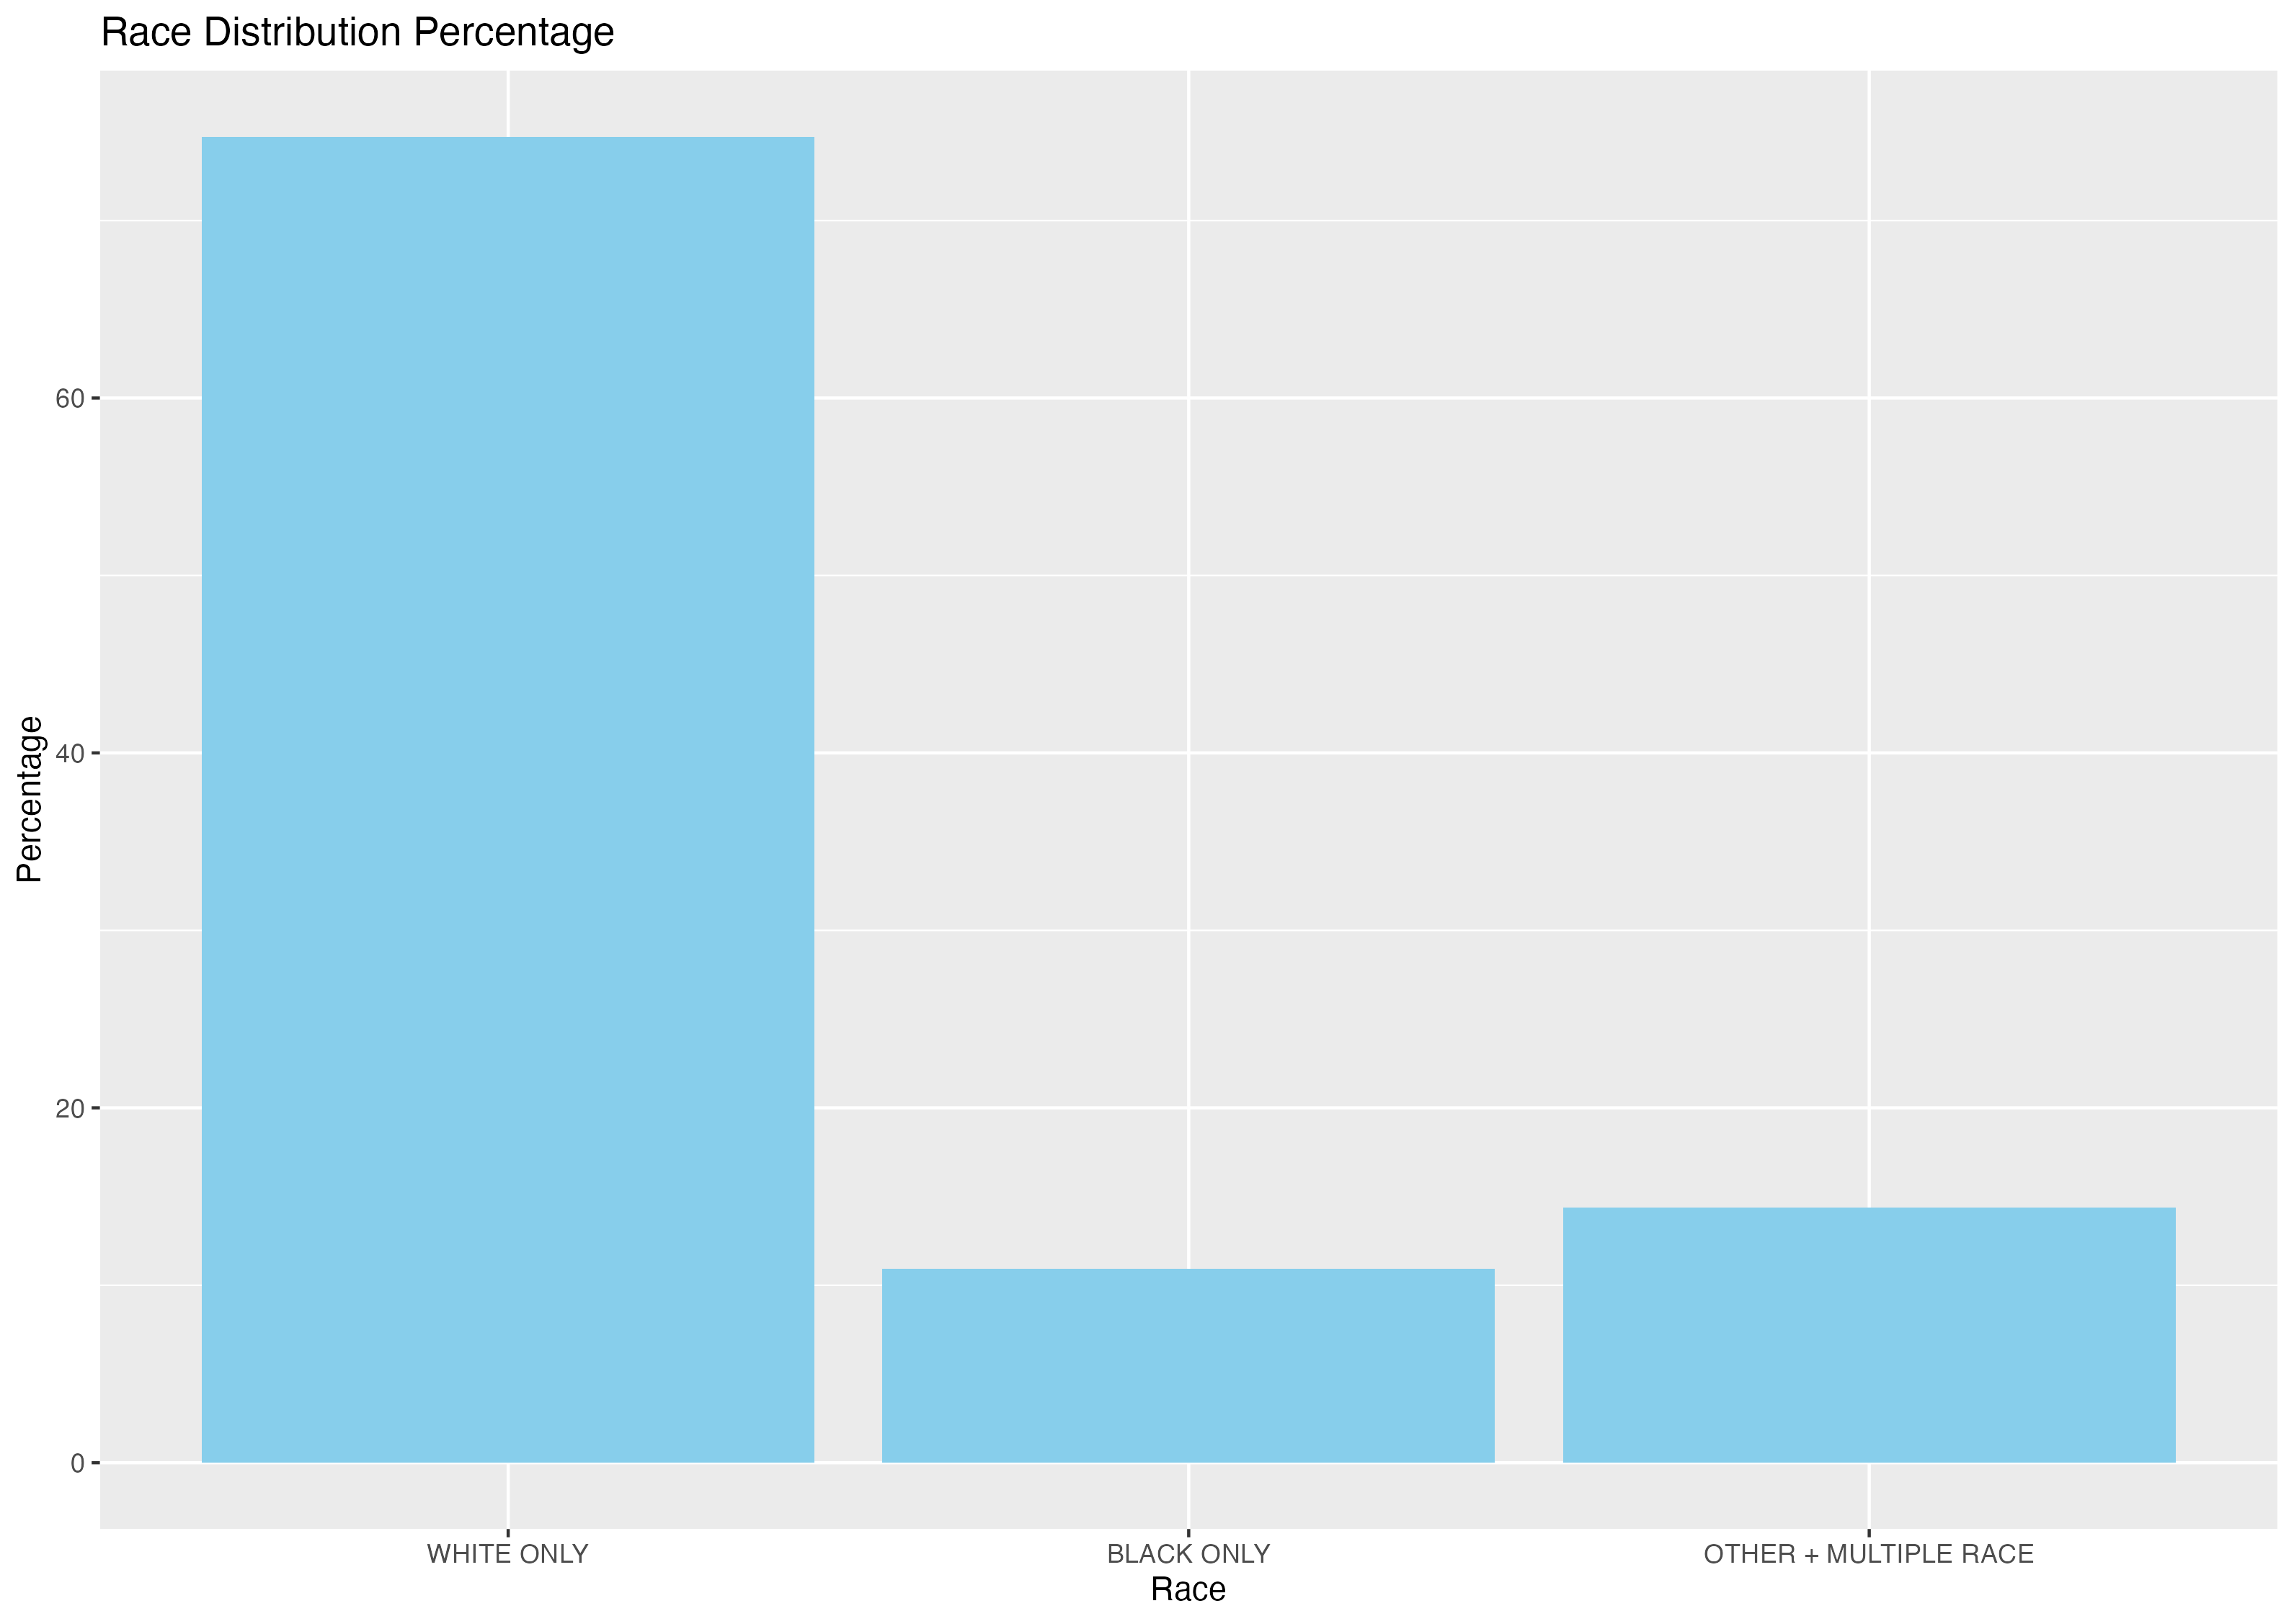 Race Distribution Percentage
Percentage
60
40
20
0
WHITE ONLY
BLACK ONLY
OTHER + MULTIPLE RACE
Race